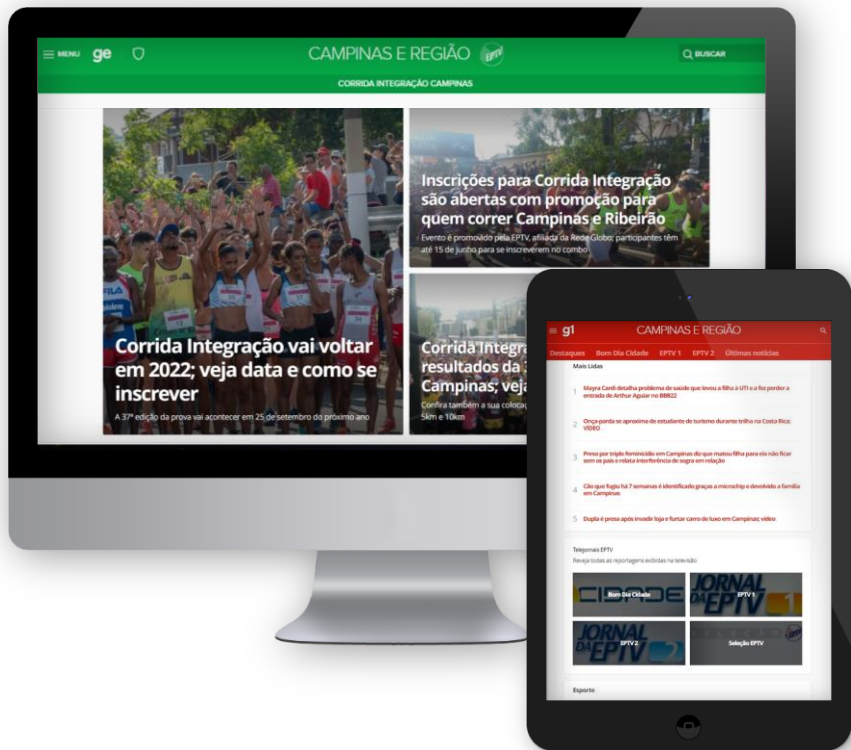 MENU ge CAMPINAS E REGIÃO EPTV BUSCAR
CORRIDA INTEGRAÇÃO CAMPINAS
Corrida Integração vai voltar
em 2022; veja data e como se
inscrever
A 37ª edição da prova vai acontecer em 25 de setembro do próximo ano
Inscrições para Corrida Integração
são abertas com promoção para
quem correr Campinas e Ribeirão
Evento é promovido pela EPTV, afiliada da Rede Globo; participantes têm
até 15 de junho para se inscreverem no combo
Corrida Integra
resultados da
Campinas; veja
Confira também a sua colocaç
5km e 10km
g1 CAMPINAS E REGIÃO
Destaques Bom Dia Cidade EPTV 1 EPTV 2 Últimas notícias
Mais Lidas
1 Mayra Cardi detalha problema de saúde que levou a filha à UTI e a fez perder a
entrada de Arthur Aguiar no BBB22
2 Onça-parda se aproxima de estudante de turismo durante trilha na Costa Rica;
VÍDEO
3 Preso por triplo feminicídio em Campinas diz que matou filha para ela não ficar
sem os pais e relata interferência de sogra em relação
4 Cão que fugiu há 7 semanas é identificado graças a microchip e devolvido a família
em Campinas
5 Dupla é presa após invadir loja e furtar carro de luxo em Campinas; vídeo
Telejornais EPTV
Reveja todas as reportagens exibidas na televisão
CIDADE
Bom Dia Cidade
JORNAL
DA EPTV 1
EPTV 1
JORNAL
DA EPTV 2
EPTV 2
Seleção EPTV
Esporte